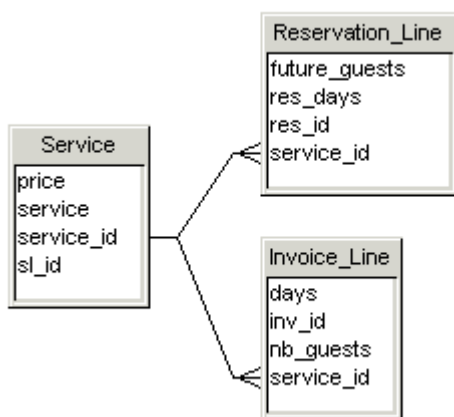 Reservation_Line
future_guests
res_days
res_id
service_id
Service
price
service
service_id
sl_id
Invoice_Line
days
inv_id
nb_guests
service_id